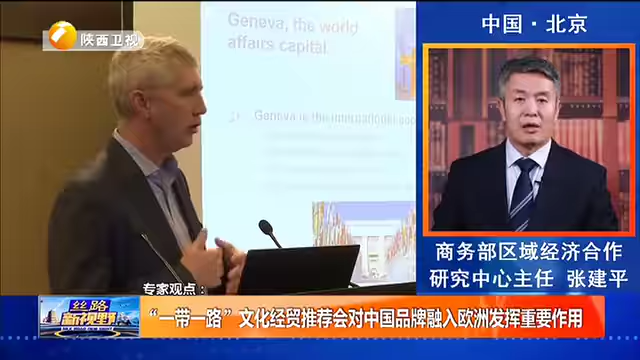 陕西卫视
Geneva, the world
affairs capital
Geneva is the international
中国·北京
商务部区域经济合作
研究中心主任 张建平
专家观点：
丝路
新视野
“一带一路”文化经贸推荐会对中国品牌融入欧洲发挥重要作用